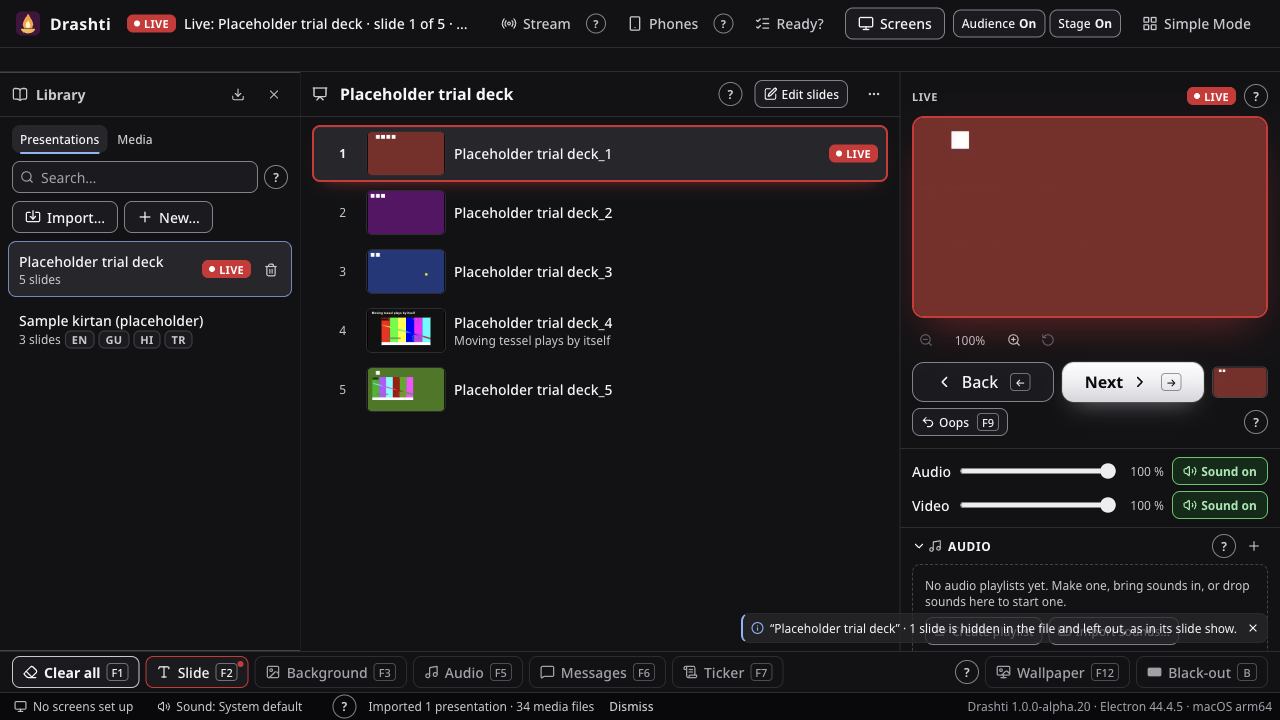 Drashti
LIVE
Live: Placeholder trial deck · slide 1 of 5 · ...
Stream
?
Phones
?
Ready?
Screens
Audience On
Stage On
Simple Mode
Library
Placeholder trial deck
?
Edit slides
LIVE
LIVE
?
Presentations
Media
Search...
?
Import...
New...
Placeholder trial deck
5 slides
LIVE
Sample kirtan (placeholder)
3 slides EN GU HI TR
1
Placeholder trial deck_1
LIVE
2
Placeholder trial deck_2
3
Placeholder trial deck_3
4
Moving tessel plays by itself
Placeholder trial deck_4
Moving tessel plays by itself
5
Placeholder trial deck_5
100%
Back
Next
Oops F9
?
Audio 100 % Sound on
Video 100 % Sound on
AUDIO
?
No audio playlists yet. Make one, bring sounds in, or drop
sounds here to start one.
“Placeholder trial deck” · 1 slide is hidden in the file and left out, as in its slide show.
Clear all F1
Slide F2
Background F3
Audio F5
Messages F6
Ticker F7
?
Wallpaper F12
Black-out B
No screens set up
Sound: System default
?
Imported 1 presentation · 34 media files
Dismiss
Drashti 1.0.0-alpha.20 · Electron 44.4.5 · macOS arm64